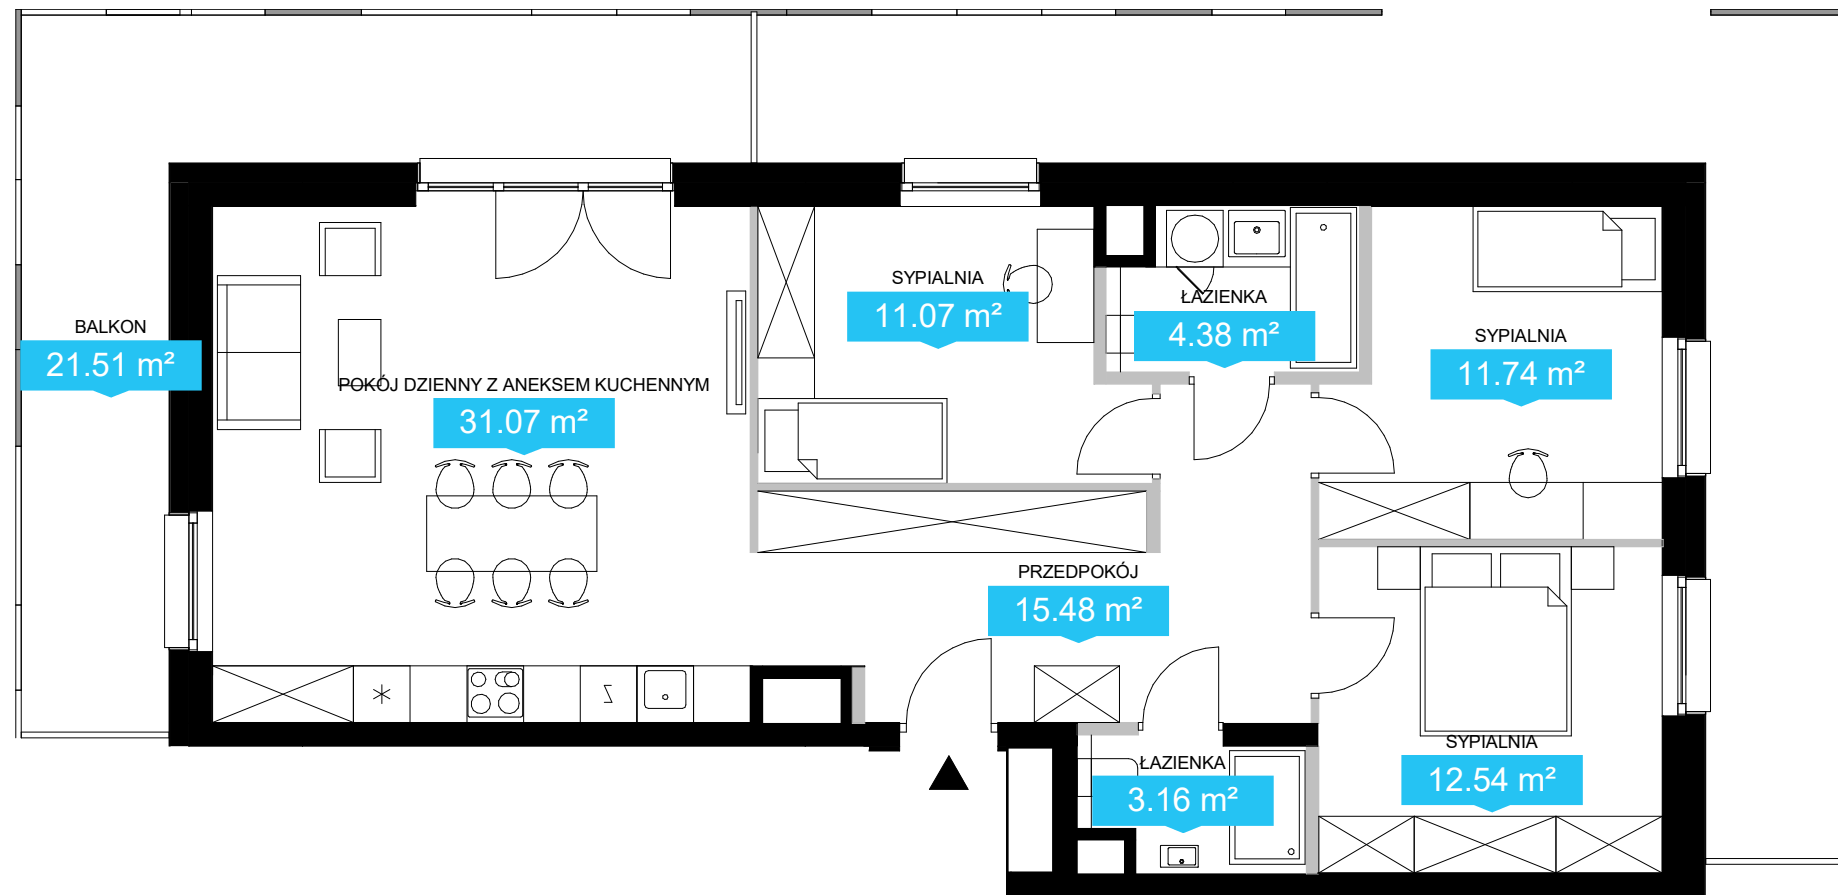 BALKON
21.51 m²
POKÓJ DZIENNY Z ANEKSEM KUCHENNYM
31.07 m²
SYPIALNIA
11.07 m²
ŁAZIENKA
4.38 m²
SYPIALNIA
11.74 m²
PRZEDPOKÓJ
15.48 m²
ŁAZIENKA
3.16 m²
SYPIALNIA
12.54 m²